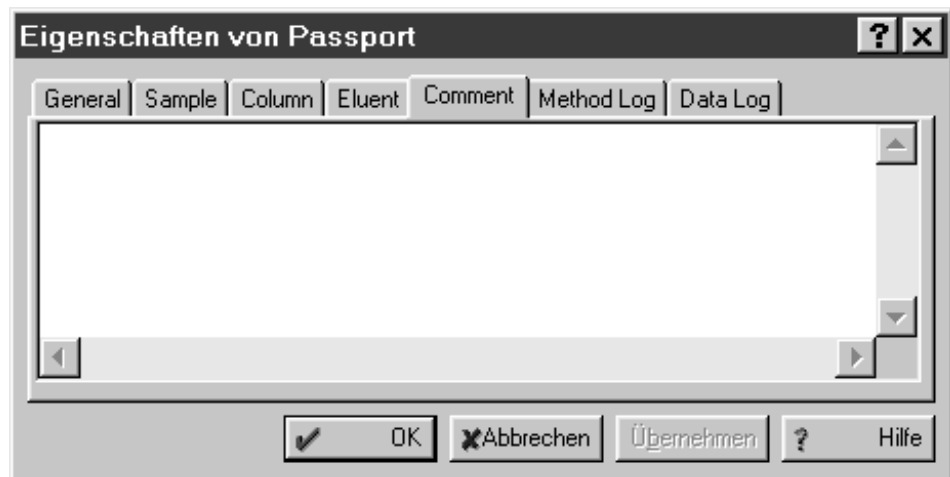 Eigenschaften von Passport ? X
General Sample Column Eluent Comment Method Log Data Log
OK Abbrechen Übernehmen ? Hilfe